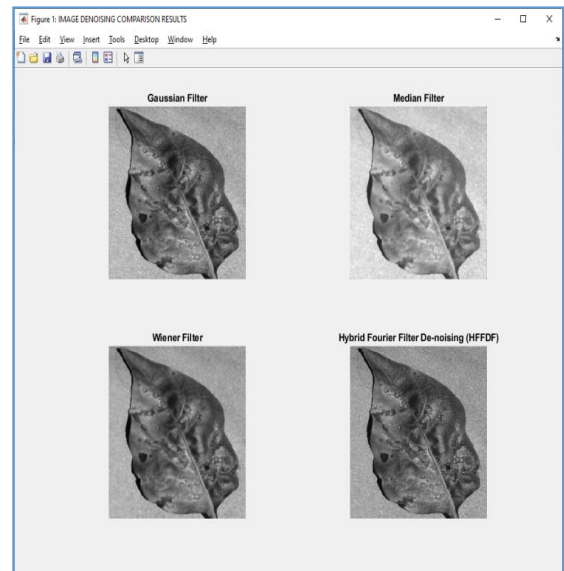 Figure 1: IMAGE DENOISING COMPARISON RESULTS
File Edit View Insert Tools Desktop Window Help
Gaussian Filter Median Filter
Wiener Filter Hybrid Fourier Filter De-noising (HFFDF)